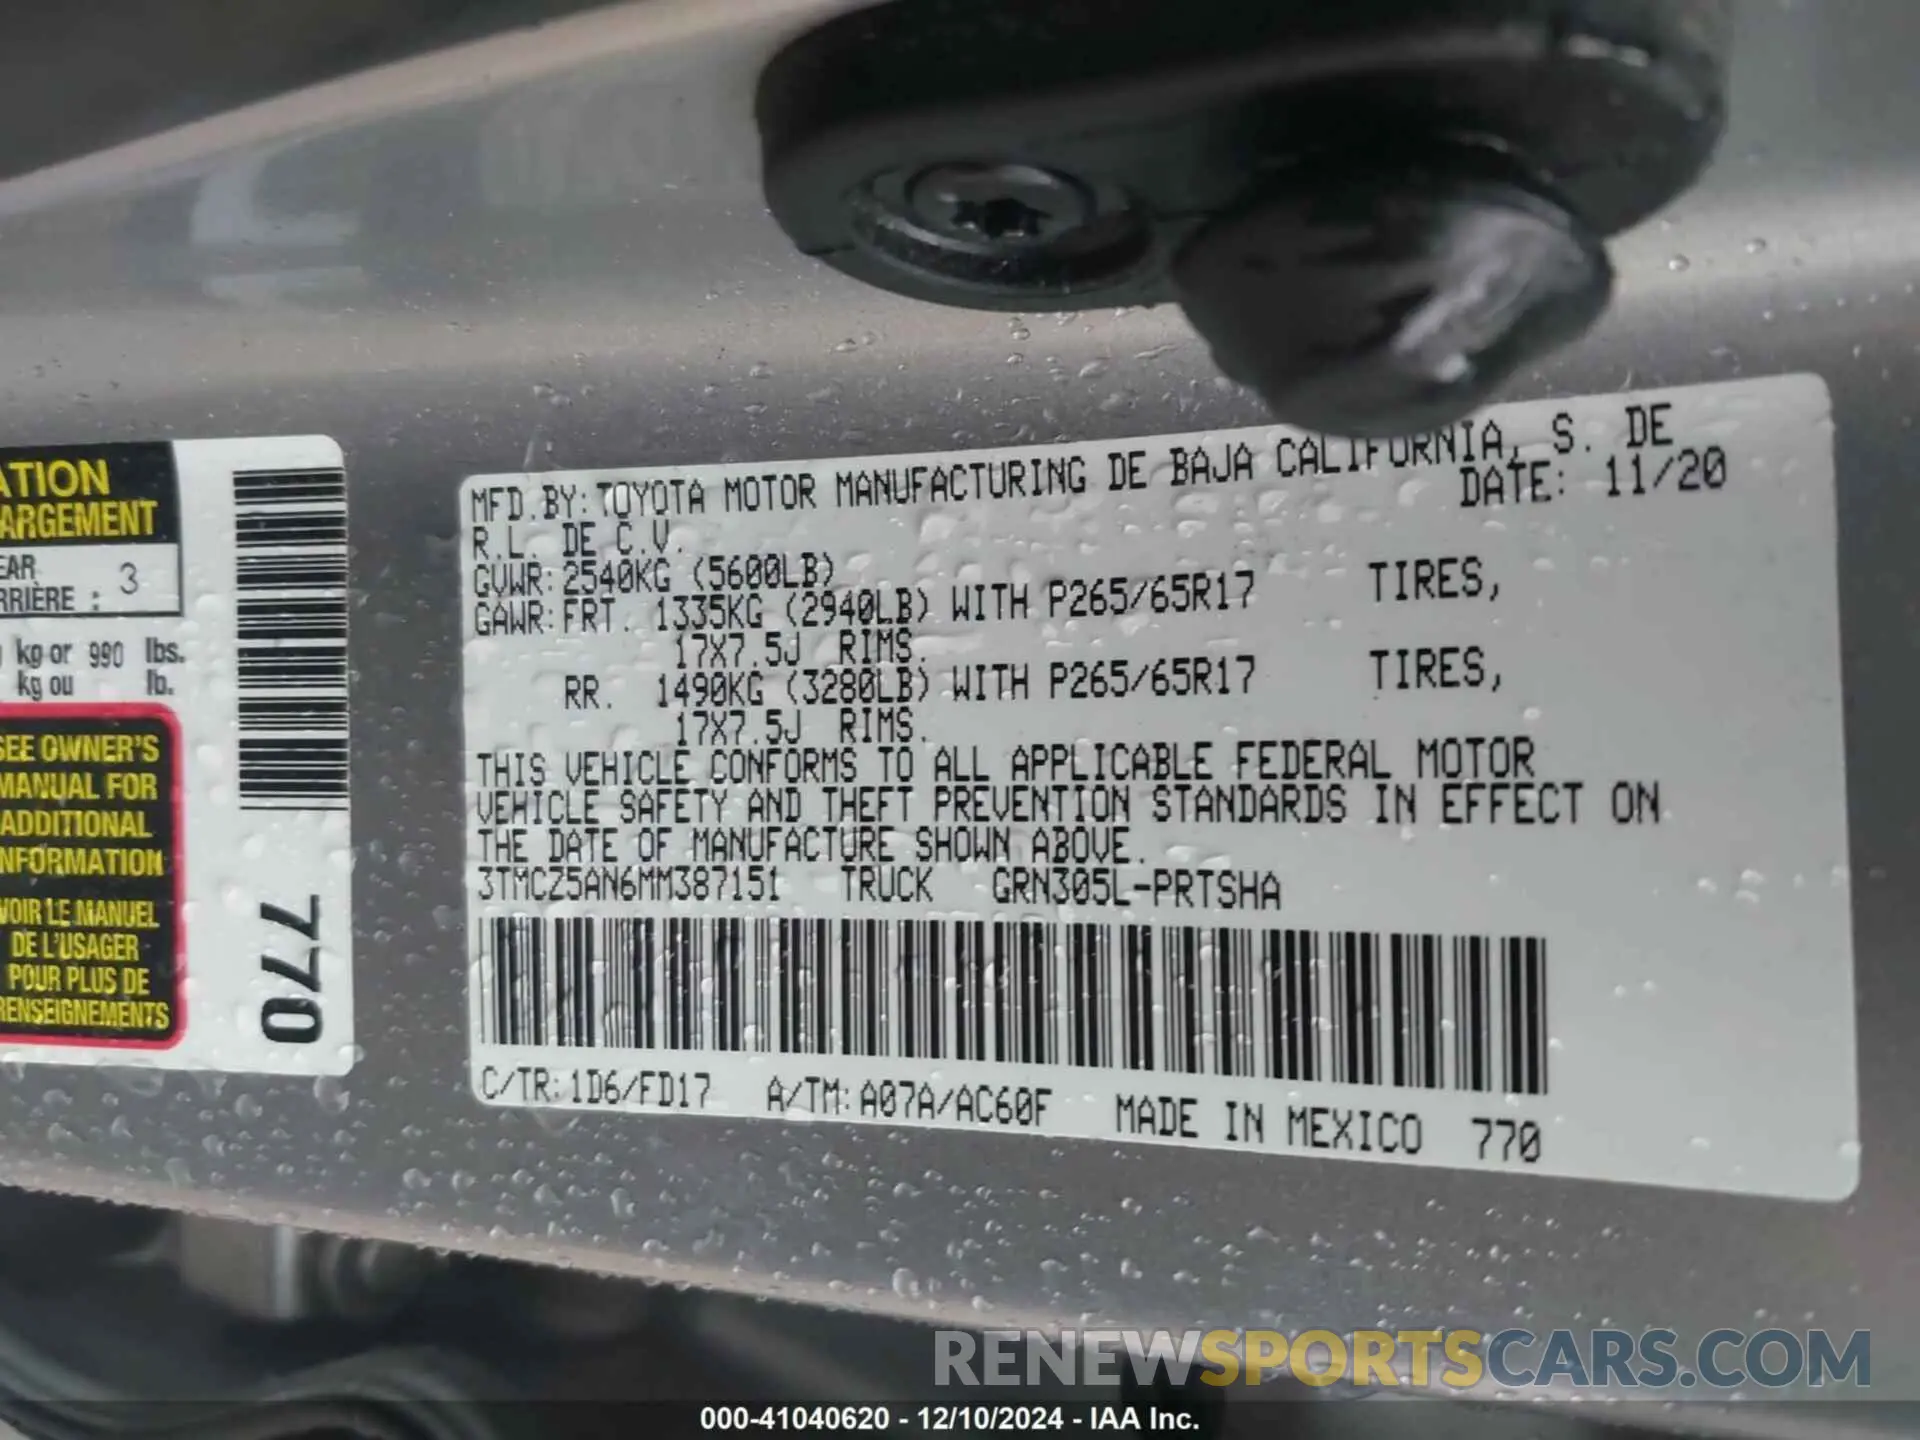 ATION
ARGEMENT
EAR
RRIÈRE : 3
kg or 990 lbs.
kg ou lb.
SEE OWNER'S
MANUAL FOR
ADDITIONAL
INFORMATION
VOIR LE MANUEL
DE L'USAGER
POUR PLUS DE
RENSEIGNEMENTS
770
MFD.BY: TOYOTA MOTOR MANUFACTURING DE BAJA CALIFORNIA, S. DE
R.L. DE C.V. DATE: 11/20
GVWR: 2540KG (5600LB)
GAWR: FRT. 1335KG (2940LB) WITH P265/65R17 TIRES,
17X7.5J RIMS.
RR. 1490KG (3280LB) WITH P265/65R17 TIRES,
17X7.5J RIMS.
THIS VEHICLE CONFORMS TO ALL APPLICABLE FEDERAL MOTOR
VEHICLE SAFETY AND THEFT PREVENTION STANDARDS IN EFFECT ON
THE DATE OF MANUFACTURE SHOWN ABOVE.
3TMCZ5AN6MM387151 TRUCK GRN305L-PRTSHA
C/TR: 1D6/FD17 A/TM: A07A/AC60F MADE IN MEXICO 770
RENEWSPORTSCARS.COM
000-41040620 - 12/10/2024 - IAA Inc.